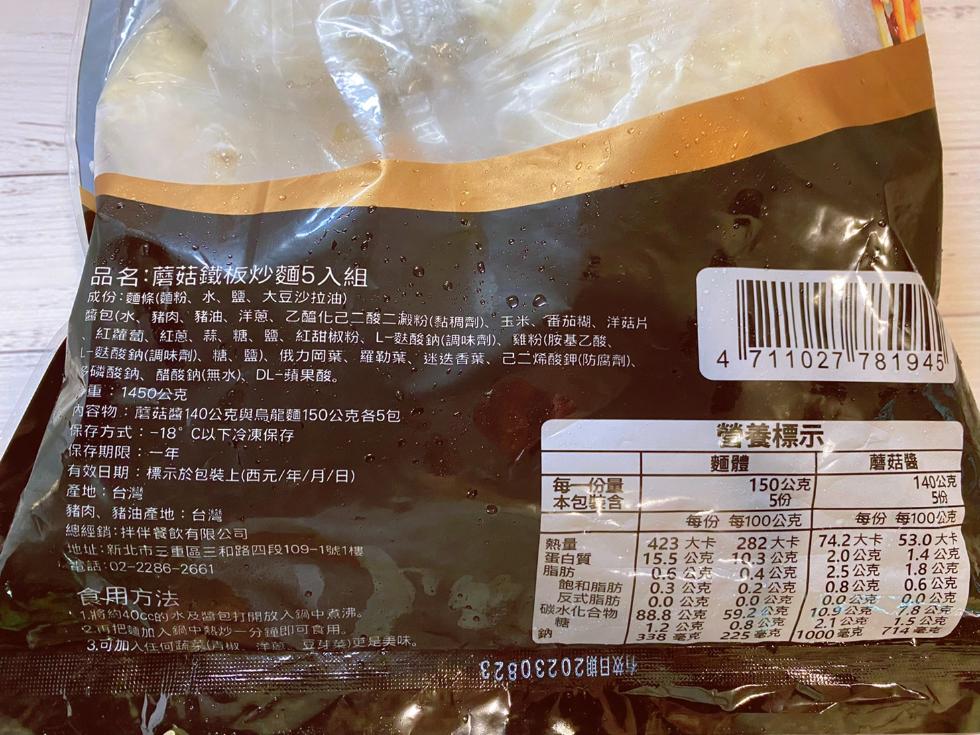 品名:蘑菇鐵板炒麵5入組
成份:麵條(麵粉、水、鹽、大豆沙拉油)
醬包(水、豬肉、豬油、洋蔥、乙醯化己二酸二澱粉(黏稠劑)、玉米、番茄糊、洋菇片
、紅蘿蔔、紅蔥、蒜、糖、鹽、紅甜椒粉、L-麩酸鈉(調味劑)、雞粉(胺基乙酸、
L-麩酸鈉(調味劑)、糖、鹽)、俄力岡葉、羅勒葉、迷迭香葉、己二烯酸鉀(防腐劑)、
磷酸鈉、醋酸鈉(無水)、DL-蘋果酸。
重:1450公克
內容物:蘑菇醬140公克與烏龍麵150公克各5包
保存方式:-18°C以下冷凍保存
保存期限:一年
有效日期:標示於包裝上(西元/年/月/日)
產地:台灣
豬肉、豬油產地:台灣
總經銷:拌伴餐飲有限公司
地址:新北市三重區三和路四段109-1號1樓
電話:02-2286-2661
食用方法
1.將約40cc的水及醬包打開放入鍋中煮沸。
2.再把麵加入鍋中熱炒一分鐘即可食用。
3.可加入任何蔬菜(青椒、洋蔥、豆芽菜)更是美味。
4 711027 781945
營養標示
麵體 蘑菇醬
每一份量 150公克 140公克
本包裝含 5份 5份
每份 每100公克 每份 每100公克
熱量 423 大卡 282 大卡 74.2 大卡 53.0 大卡
蛋白質 15.5 公克 10.3 公克 2.0 公克 1.4 公克
脂肪 0.6 公克 0.4 公克 2.5 公克 1.8 公克
飽和脂肪 0.3 公克 0.2 公克 0.8 公克 0.6 公克
反式脂肪 0.0 公克 0.0 公克 0.0 公克 0.0 公克
碳水化合物 88.8 公克 59.2 公克 10.9 公克 7.8 公克
糖 1.2 公克 0.8 公克 2.1 公克 1.5 公克
鈉 338 毫克 225 毫克 1000 毫克 714 毫克
有效日期20230823